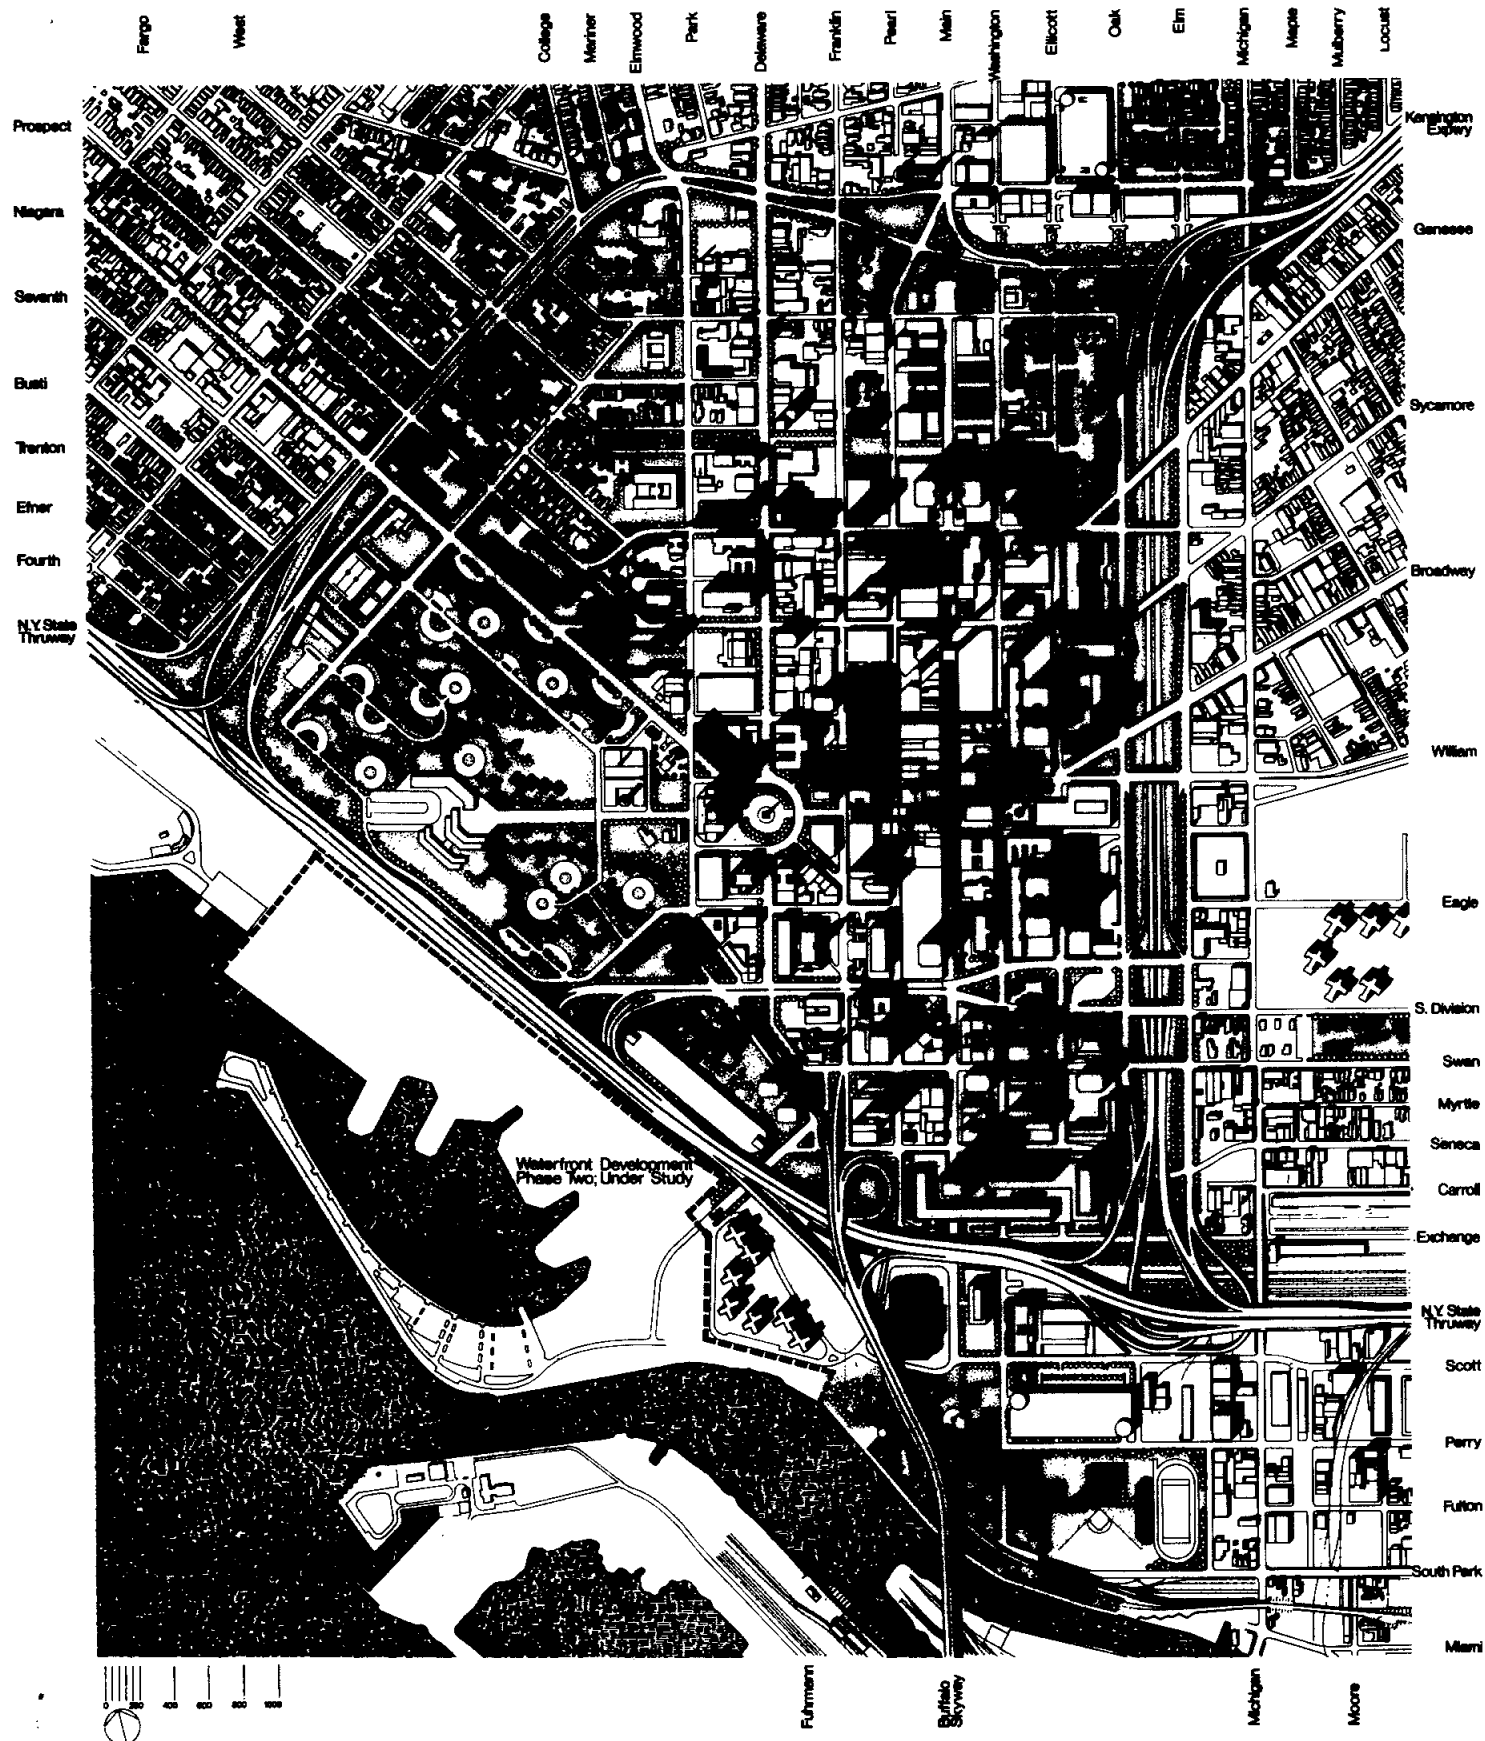 Fargo
West
College
Mariner
Elmwood
Park
Delaware
Franklin
Pearl
Main
Washington
Ellicott
Oak
Elm
Michigan
Maple
Mulberry
Locust
Prospect
Niagara
Seventh
Busti
Trenton
Efner
Fourth
N.Y. State
Thruway
Kensington
Expwy
Genesee
Sycamore
Broadway
William
Eagle
S. Division
Swan
Myrtle
Seneca
Carroll
Exchange
N.Y. State
Thruway
Scott
Perry
Fulton
South Park
Miami
Waterfront Development
Phase Two; Under Study
0 200 400 600 800 1000
Fuhrmann
Buffalo
Skyway
Michigan
Moore